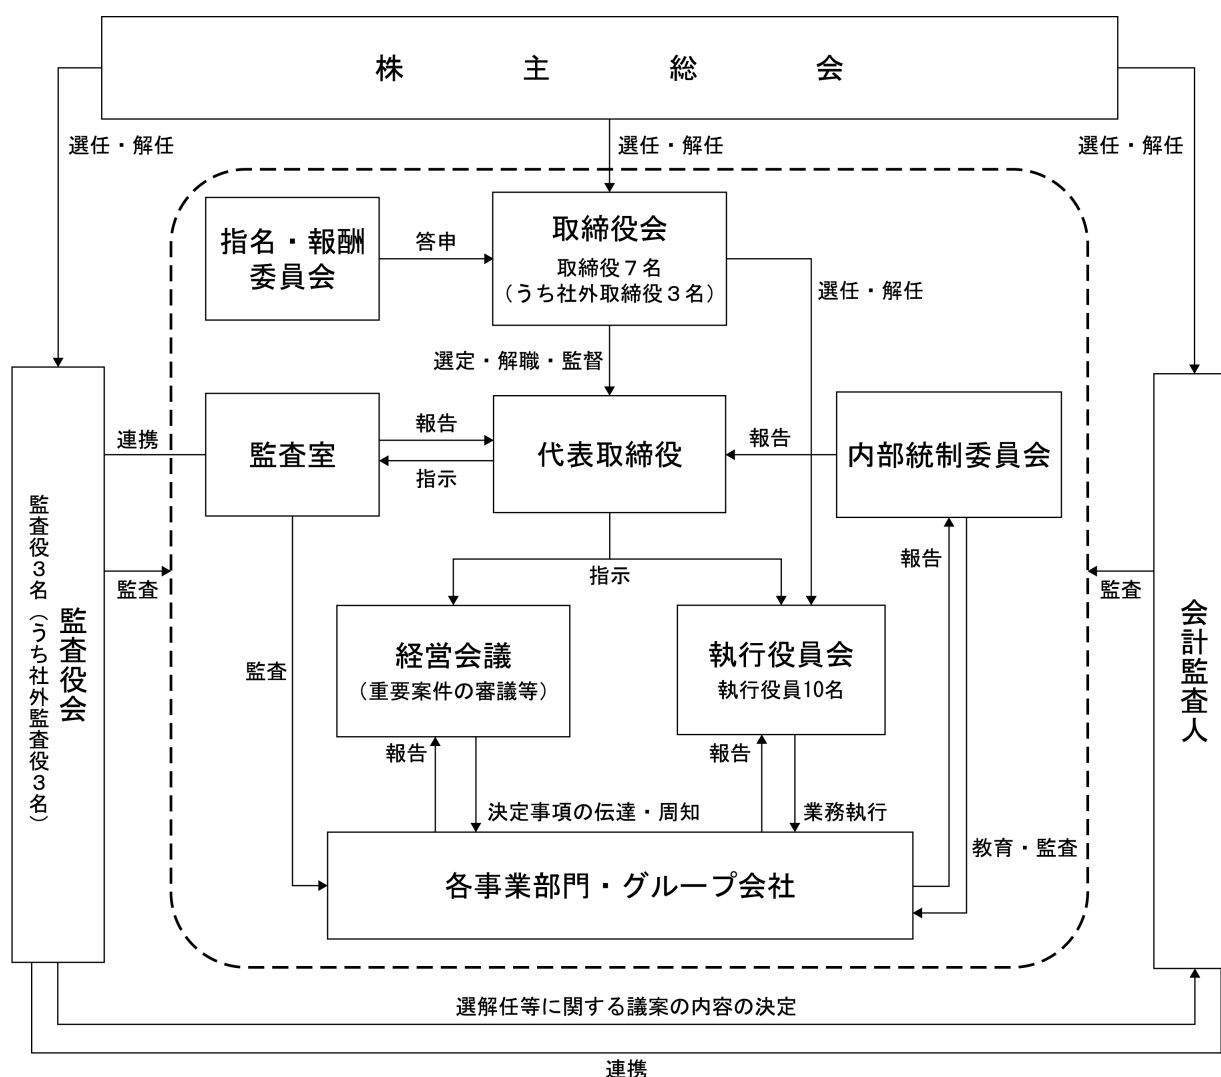 株主総会
選任・解任
選任・解任
選任・解任
指名・報酬
委員会
答申
取締役会
取締役7名
(うち社外取締役3名)
選任・解任
選定・解職・監督
連携
監査室
報告
指示
代表取締役
報告
内部統制委員会
監査役会
監査役3名(うち社外監査役3名)
監査
指示
報告
監査
会計監査人
監査
経営会議
(重要案件の審議等)
執行役員会
執行役員10名
報告
決定事項の伝達・周知
報告
業務執行
教育・監査
各事業部門・グループ会社
選解任等に関する議案の内容の決定
連携